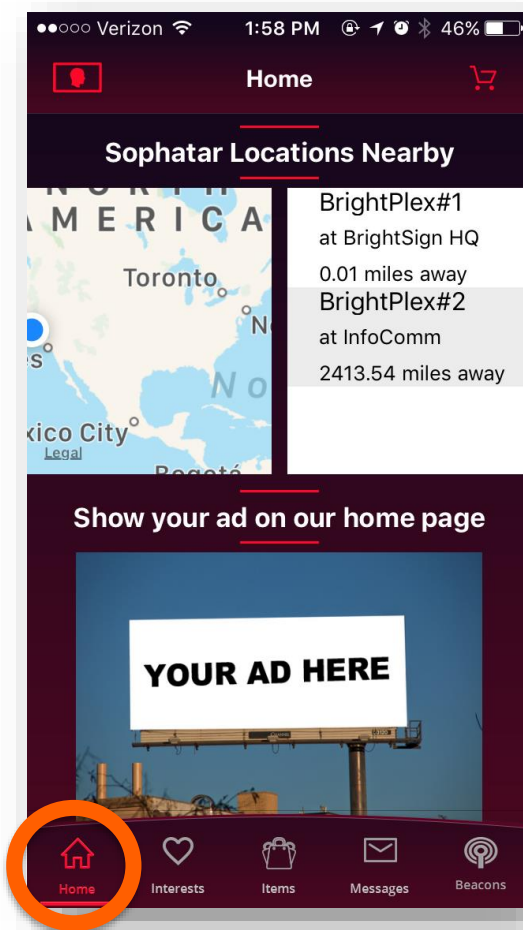 Verizon 1:58 PM 46%
Home
Sophatar Locations Nearby
AMERICA
Toronto
Legal
BrightPlex#1
at BrightSign HQ
0.01 miles away
BrightPlex#2
at InfoComm
2413.54 miles away
Show your ad on our home page
YOUR AD HERE
Home Interests Items Messages Beacons